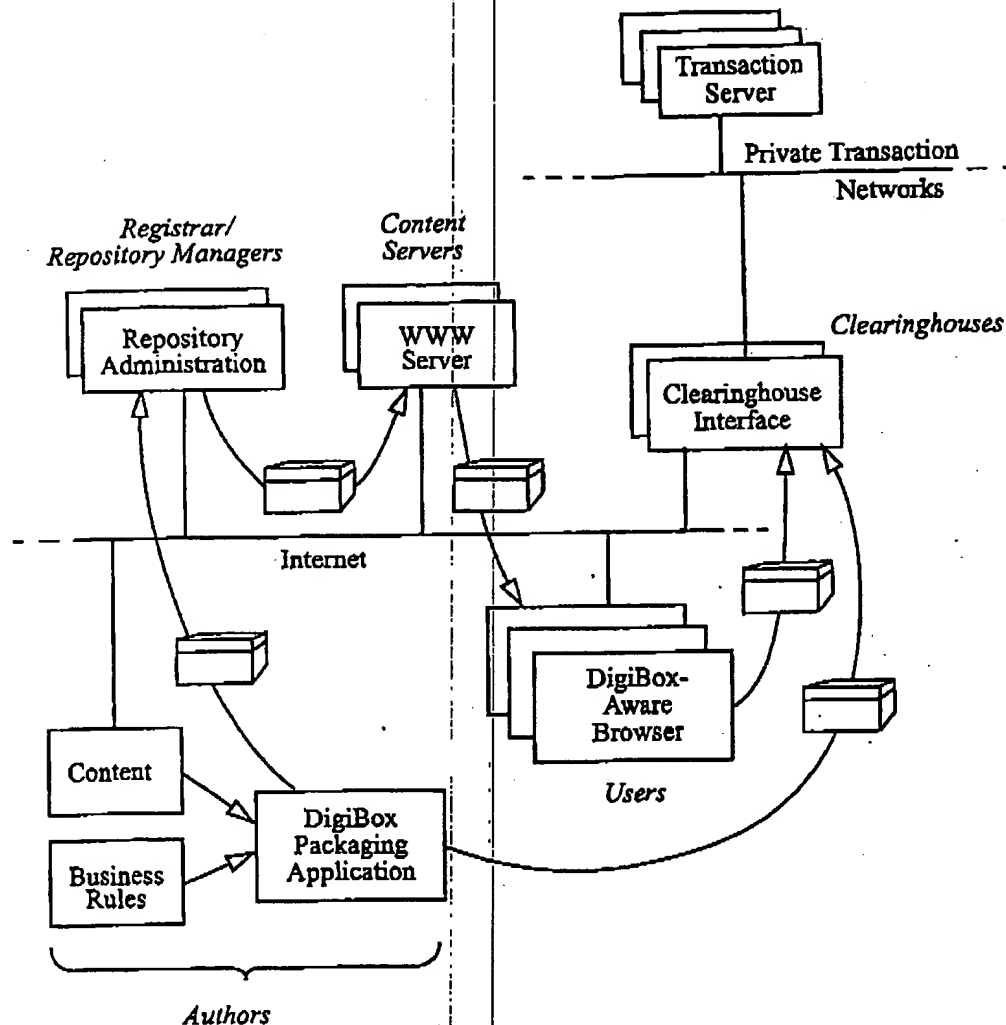 Transaction
Server
Private Transaction
Networks
Registrar/
Repository Managers
Content
Servers
Repository
Administration
WWW
Server
Clearinghouses
Clearinghouse
Interface
Internet
DigiBox-
Aware
Browser
Users
Content
Business
Rules
DigiBox
Packaging
Application
Authors